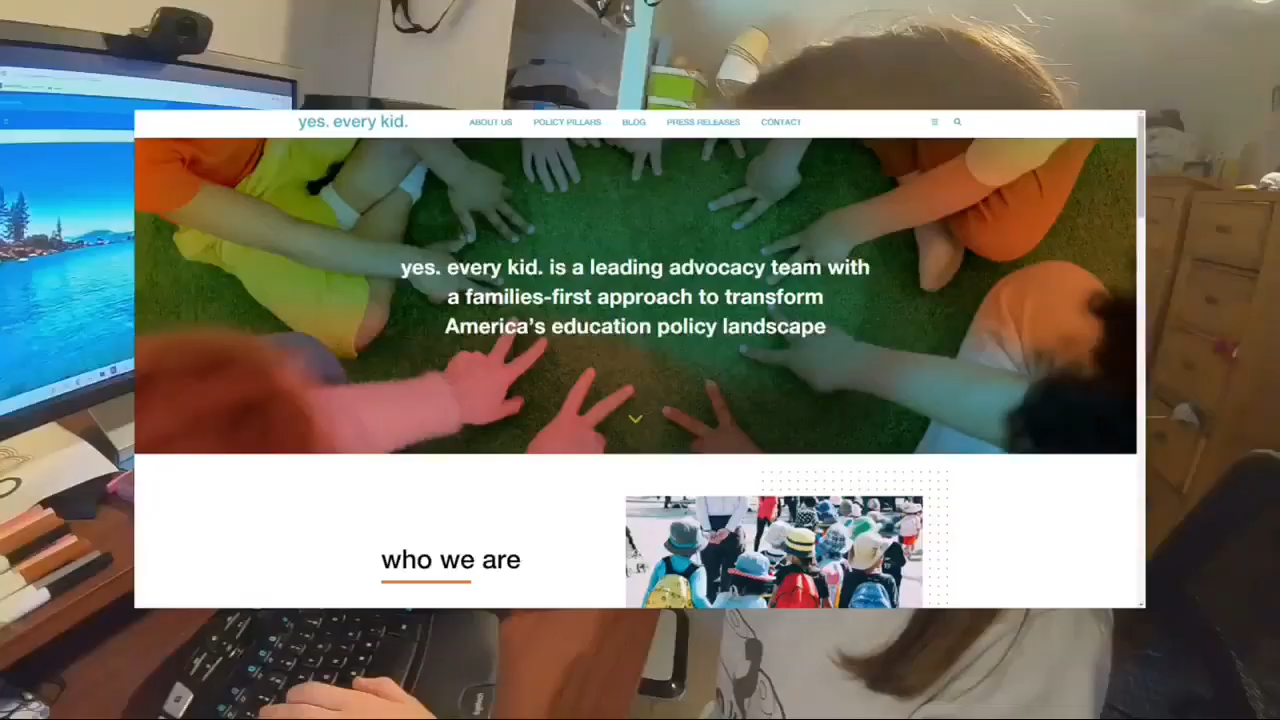 yes. every kid.
ABOUT US POLICY PILLARS BLOG PRESS RELEASES CONTACT
yes. every kid. is a leading advocacy team with
a families-first approach to transform
America's education policy landscape
who we are